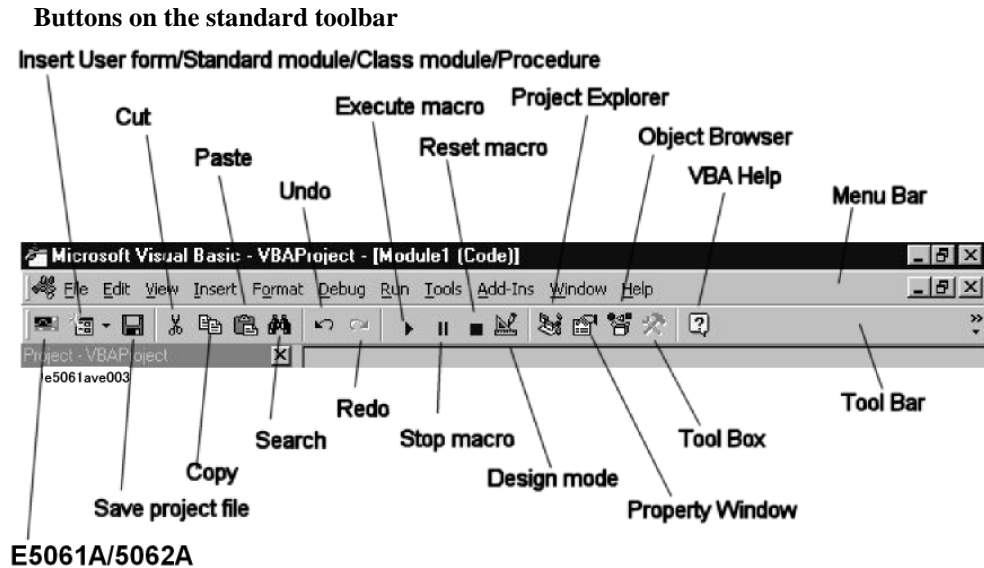 Buttons on the standard toolbar
Insert User form/Standard module/Class module/Procedure
Execute macro
Project Explorer
Cut
Reset macro
Object Browser
Paste
VBA Help
Undo
Menu Bar
Microsoft Visual Basic - VBAProject - [Module1 (Code)]
File Edit View Insert Format Debug Run Tools Add-Ins Window Help
Project - VBAProject
e5061ave003
Redo
Tool Bar
Search
Stop macro
Tool Box
Copy
Design mode
Save project file
Property Window
E5061A/5062A